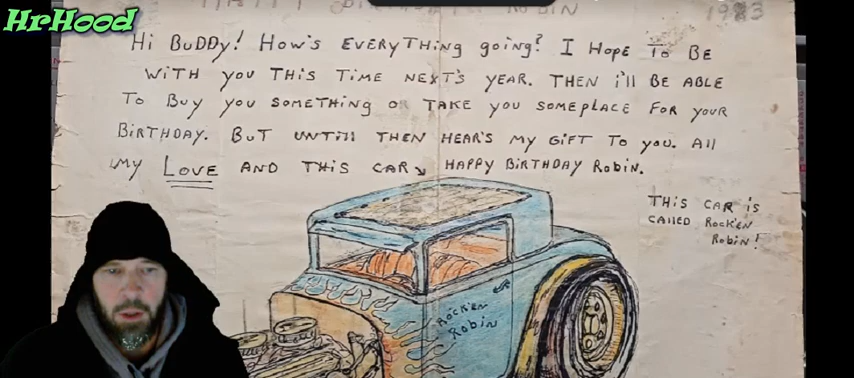 HrHood
ROBIN
1983
Hi BUDDy! How's EVERYTHING going? I HOPE TO BE
WITH you THIS TIME NEXT'S YEAR. THEN i'll BE ABLE
TO Buy you SOMETHING OR TAKE you SOMEPLACE FOR YOUR
BiRTHDAY. BUT UNTill THEN HEAR'S MY GiFT TO yOU. All
MY LOVE AND THIS CAR↘ HAPPY BiRTHDAY RobiN.
THIS CAR is
CAllED ROCK'EN
RobiN!
ROCK'EN
RobiN